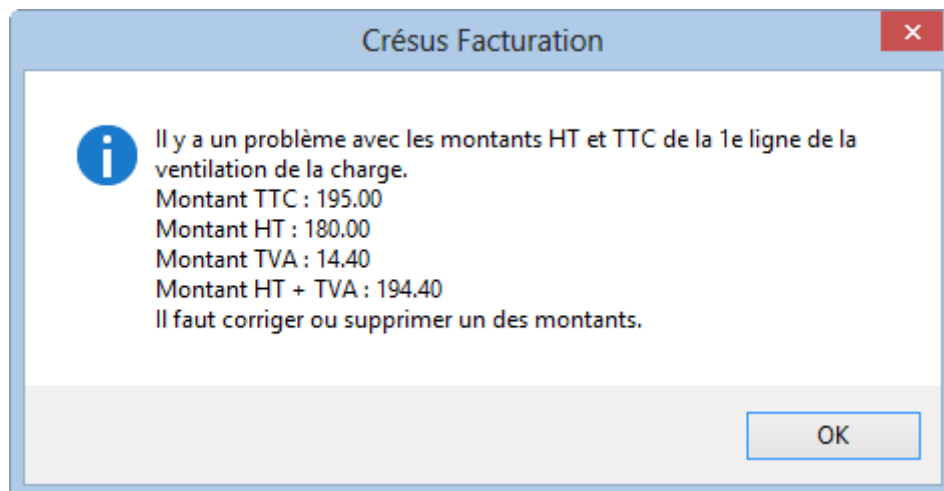 Crésus Facturation
Il y a un problème avec les montants HT et TTC de la 1e ligne de la
ventilation de la charge.
Montant TTC : 195.00
Montant HT : 180.00
Montant TVA : 14.40
Montant HT + TVA : 194.40
Il faut corriger ou supprimer un des montants.
OK